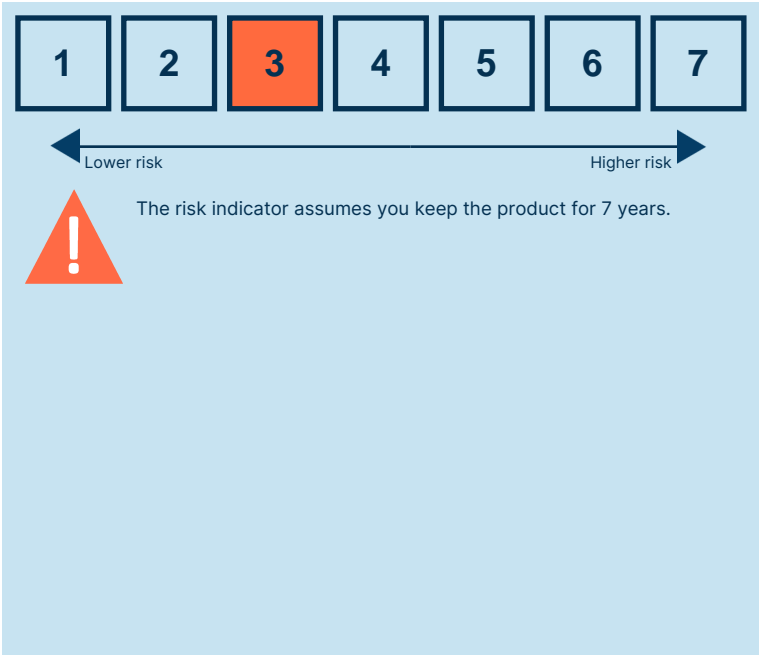 1 2 3 4 5 6 7
Lower risk Higher risk
! The risk indicator assumes you keep the product for 7 years.